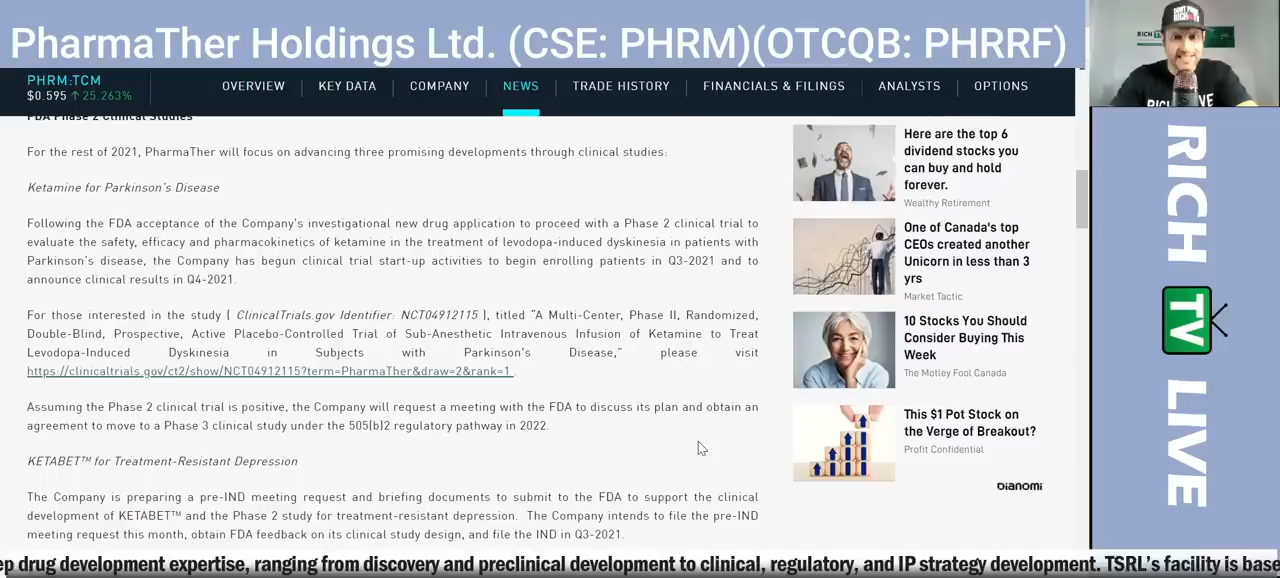 PharmaTher Holdings Ltd (CSE: PHRM)(OTCQB: PHRRF)
PHRM:TCM
$0.595 ↑ 25.263%
OVERVIEW
KEY DATA
COMPANY
NEWS
TRADE HISTORY
FINANCIALS & FILINGS
ANALYSTS
OPTIONS
FDA Phase 2 Clinical Studies
For the rest of 2021, PharmaTher will focus on advancing three promising developments through clinical studies:
Ketamine for Parkinson's Disease
Following the FDA acceptance of the Company's investigational new drug application to proceed with a Phase 2 clinical trial to
evaluate the safety, efficacy and pharmacokinetics of ketamine in the treatment of levodopa-induced dyskinesia in patients with
Parkinson's disease, the Company has begun clinical trial start-up activities to begin enrolling patients in Q3-2021 and to
announce clinical results in Q4-2021.
For those interested in the study ( ClinicalTrials.gov Identifier: NCT04912115 ), titled "A Multi-Center, Phase II, Randomized,
Double-Blind, Prospective, Active Placebo-Controlled Trial of Sub-Anesthetic Intravenous Infusion of Ketamine to Treat
Levodopa-Induced Dyskinesia in Subjects with Parkinson's Disease," please visit
https://clinicaltrials.gov/ct2/show/NCT04912115?term=PharmaTher&draw=2&rank=1 .
Assuming the Phase 2 clinical trial is positive, the Company will request a meeting with the FDA to discuss its plan and obtain an
agreement to move to a Phase 3 clinical study under the 505(b)2 regulatory pathway in 2022.
KETABET™ for Treatment-Resistant Depression
The Company is preparing a pre-IND meeting request and briefing documents to submit to the FDA to support the clinical
development of KETABET™ and the Phase 2 study for treatment-resistant depression. The Company intends to file the pre-IND
meeting request this month, obtain FDA feedback on its clinical study design, and file the IND in Q3-2021.
Here are the top 6
dividend stocks you
can buy and hold
forever.
Wealthy Retirement
One of Canada's top
CEOs created another
Unicorn in less than 3
yrs
Market Tactic
10 Stocks You Should
Consider Buying This
Week
The Motley Fool Canada
This $1 Pot Stock on
the Verge of Breakout?
Profit Confidential
DIANOMI
RICH
TV
LIVE
ep drug development expertise, ranging from discovery and preclinical development to clinical, regulatory, and IP strategy development. TSRL's facility is base